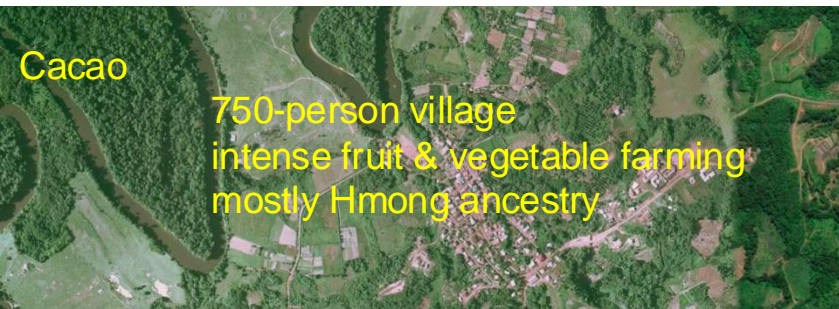 Cacao
750-person village
intense fruit & vegetable farming
mostly Hmong ancestry